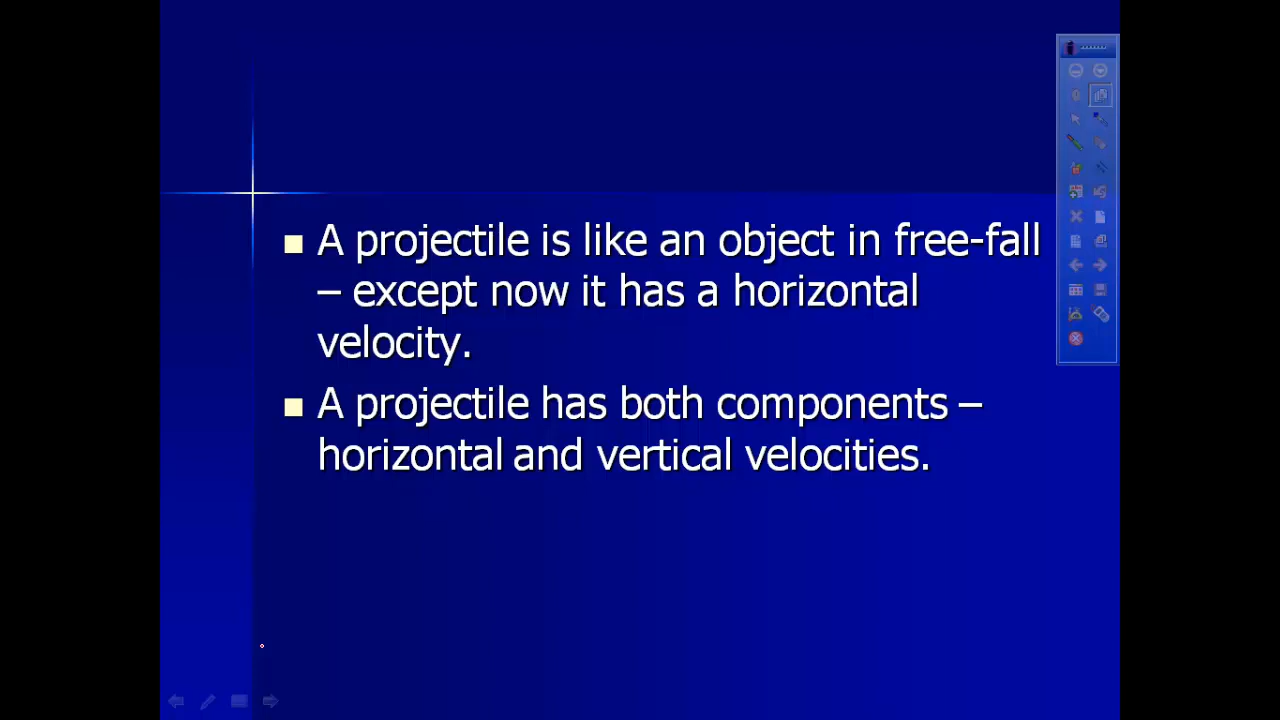 A projectile is like an object in free-fall
– except now it has a horizontal
velocity.
A projectile has both components –
horizontal and vertical velocities.